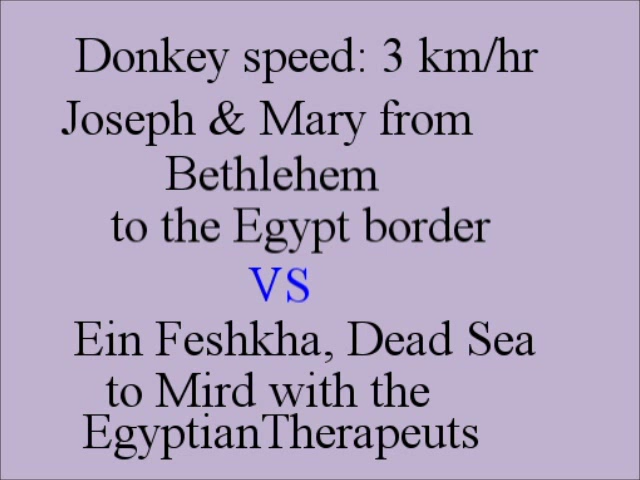 Donkey speed: 3 km/hr
Joseph & Mary from
Bethlehem
to the Egypt border
VS
Ein Feshkha, Dead Sea
to Mird with the
EgyptianTherapeuts